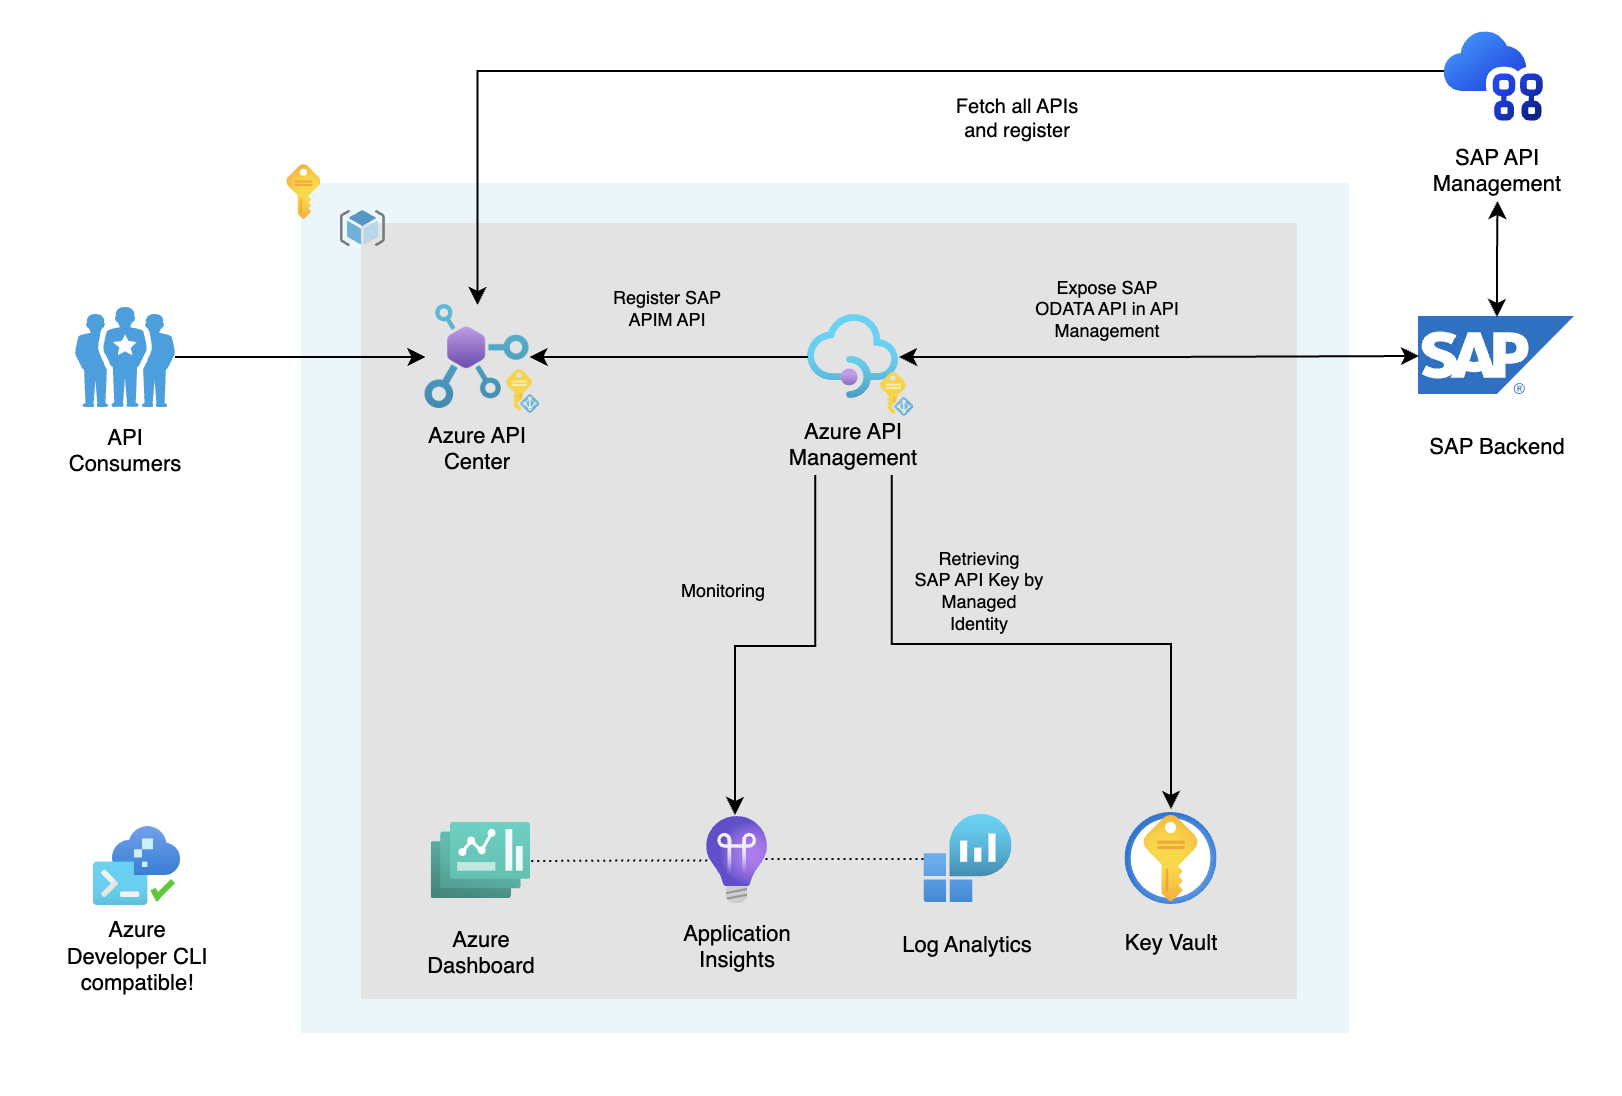 Fetch all APIs
and register
SAP API
Management
Register SAP
APIM API
Expose SAP
ODATA API in API
Management
SAP
®
API
Consumers
Azure API
Center
Azure API
Management
SAP Backend
Monitoring
Retrieving
SAP API Key by
Managed
Identity
Azure
Developer CLI
compatible!
Azure
Dashboard
Application
Insights
Log Analytics
Key Vault